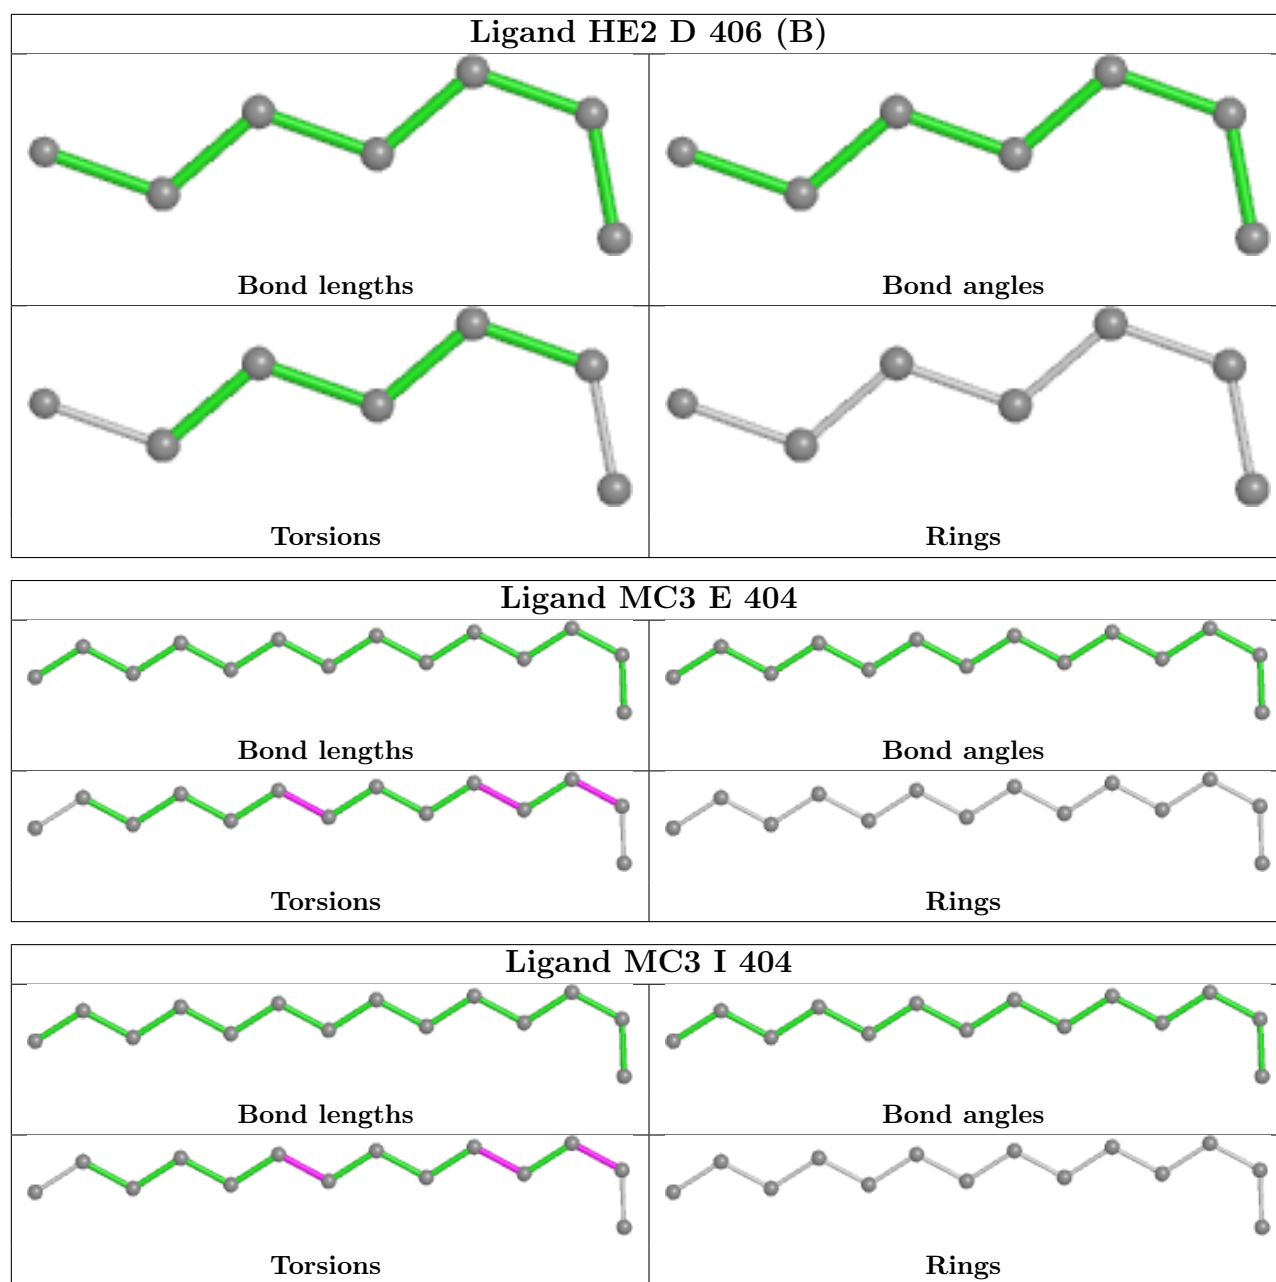 Ligand HE2 D 406 (B)
Bond lengths
Bond angles
Torsions
Rings
Ligand MC3 E 404
Bond lengths
Bond angles
Torsions
Rings
Ligand MC3 I 404
Bond lengths
Bond angles
Torsions
Rings